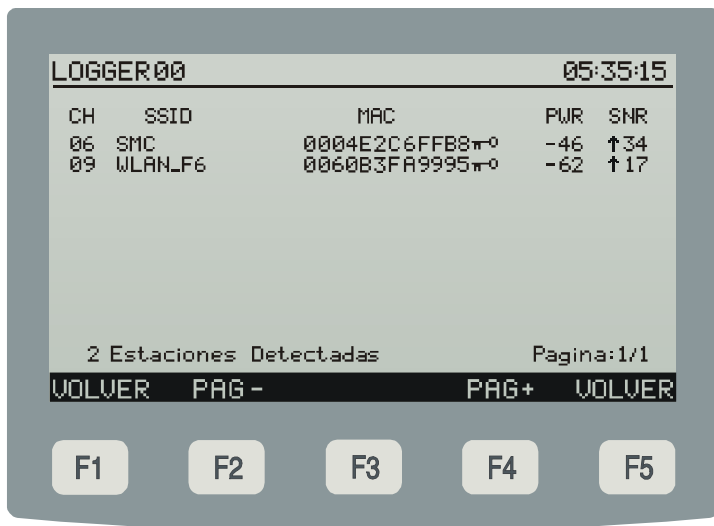 LOGGER00 05:35:15
CH SSID MAC PWR SNR
06 SMC 0004E2C6FFB8 -46 ↑34
09 WLAN_F6 0060B3FA9995 -62 ↑17
2 Estaciones Detectadas Pagina:1/1
VOLVER PAG- PAG+ VOLVER
F1 F2 F3 F4 F5